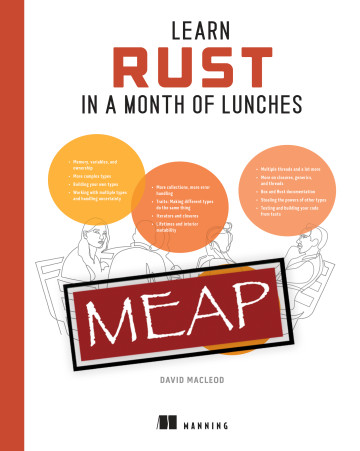 LEARN
RUST
IN A MONTH OF LUNCHES
• Memory, variables, and
ownership
• More complex types
• Building your own types
• Working with multiple types
and handling uncertainty
• More collections, more error
handling
• Traits: Making different types
do the same thing
• Iterators and closures
• Lifetimes and interior
mutability
• Multiple threads and a lot more
• More on closures, generics,
and threads
• Box and Rust documentation
• Stealing the powers of other types
• Testing and building your code
from tests
MEAP
DAVID MACLEOD
MANNING